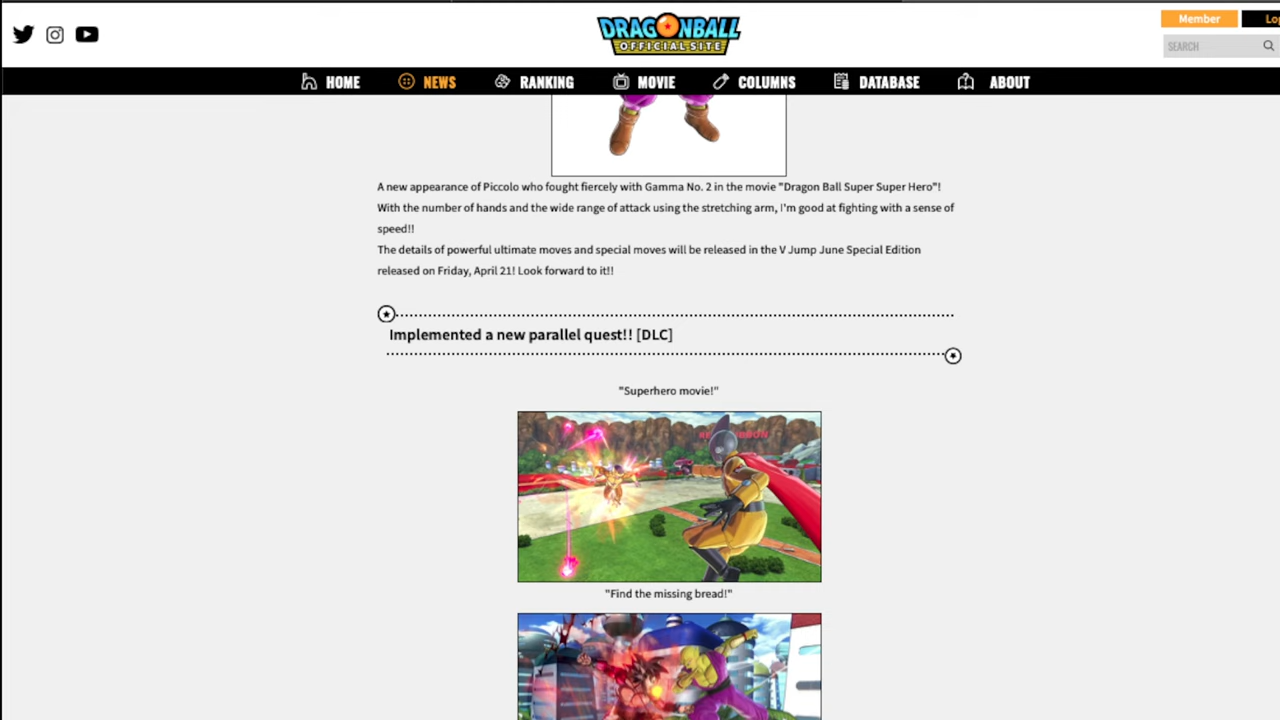 DRAGONBALL
OFFICIAL SITE
Member
SEARCH
HOME
NEWS
RANKING
MOVIE
COLUMNS
DATABASE
ABOUT
A new appearance of Piccolo who fought fiercely with Gamma No. 2 in the movie "Dragon Ball Super Super Hero"!
With the number of hands and the wide range of attack using the stretching arm, I'm good at fighting with a sense of
speed!!
The details of powerful ultimate moves and special moves will be released in the V Jump June Special Edition
released on Friday, April 21! Look forward to it!!
Implemented a new parallel quest!! [DLC]
"Superhero movie!"
"Find the missing bread!"